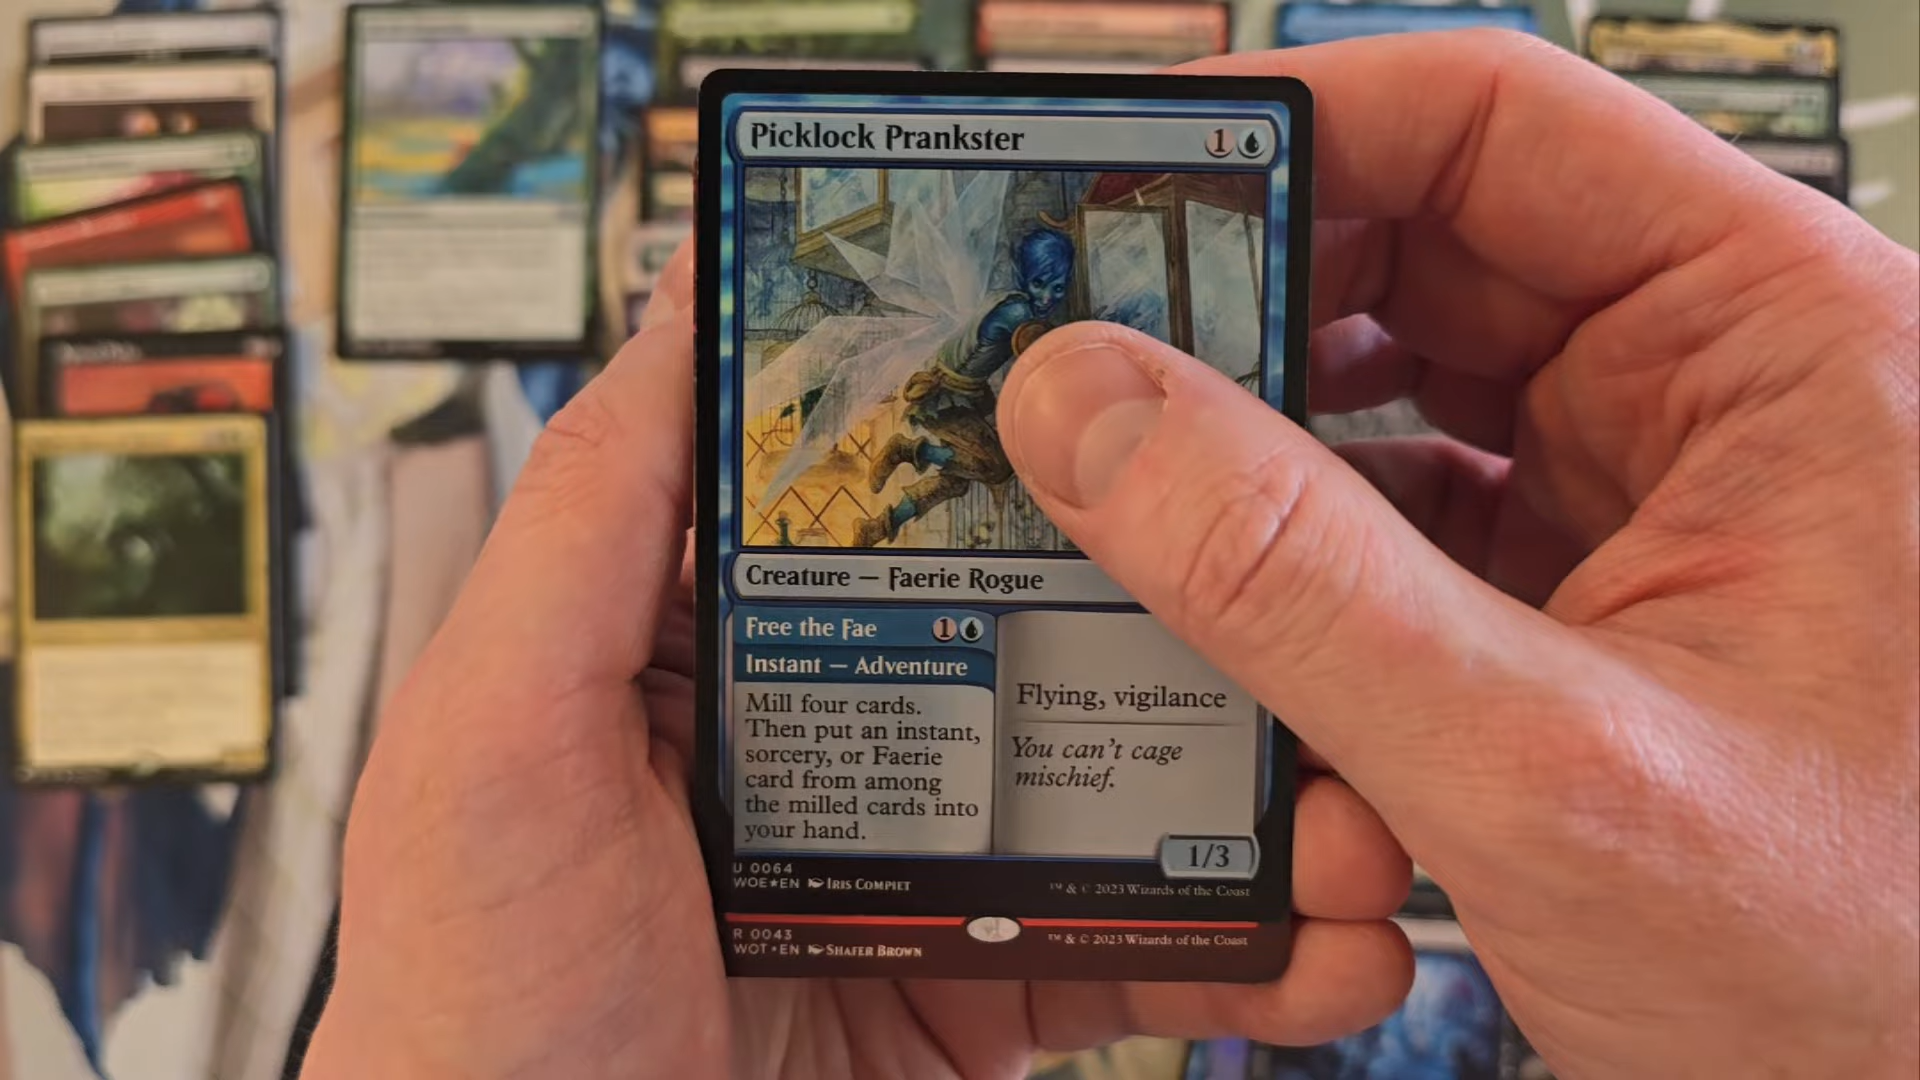 Picklock Prankster 1
Creature — Faerie Rogue
Free the Fae 1
Instant — Adventure
Mill four cards.
Then put an instant,
sorcery, or Faerie
card from among
the milled cards into
your hand.
Flying, vigilance
You can't cage
mischief.
1/3
U 0064
WOE★EN Iris Compiet
™ & © 2023 Wizards of the Coast
R 0043
WOT • EN Shafer Brown
™ & © 2023 Wizards of the Coast